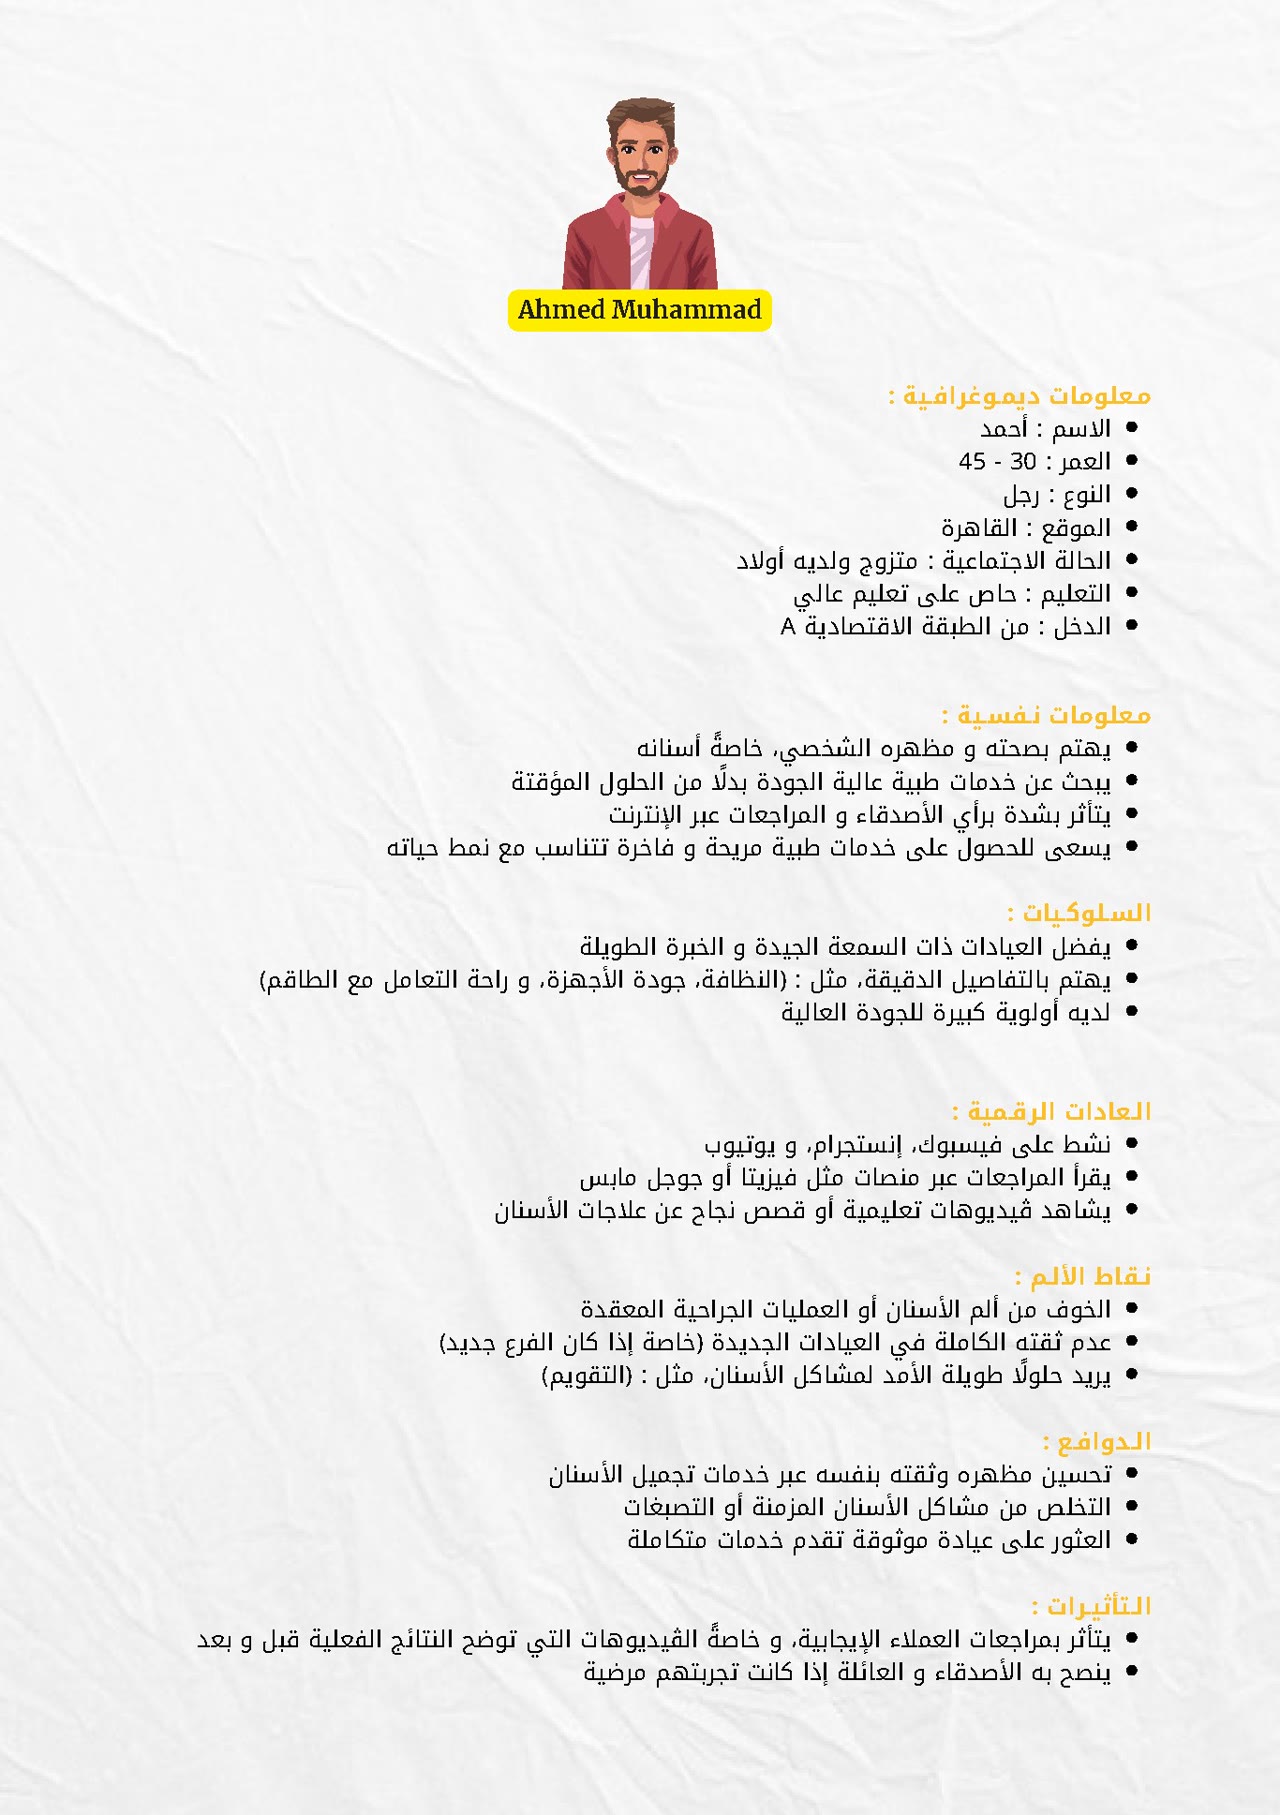 Ahmed Muhammad
معلومات ديموغرافية :
• الاسم : أحمد
• العمر : 30 - 45
• النوع : رجل
• الموقع : القاهرة
• الحالة الاجتماعية : متزوج ولديه أولاد
• التعليم : حاص على تعليم عالي
• الدخل : من الطبقة الاقتصادية A
معلومات نفسية :
• يهتم بصحته و مظهره الشخصي، خاصةً أسنانه
• يبحث عن خدمات طبية عالية الجودة بدلًا من الحلول المؤقتة
• يتأثر بشدة برأي الأصدقاء و المراجعات عبر الإنترنت
• يسعى للحصول على خدمات طبية مريحة و فاخرة تتناسب مع نمط حياته
السلوكيات :
• يفضل العيادات ذات السمعة الجيدة و الخبرة الطويلة
• يهتم بالتفاصيل الدقيقة، مثل : (النظافة، جودة الأجهزة، و راحة التعامل مع الطاقم)
• لديه أولوية كبيرة للجودة العالية
العادات الرقمية :
• نشط على فيسبوك، إنستجرام، و يوتيوب
• يقرأ المراجعات عبر منصات مثل فيزيتا أو جوجل مابس
• يشاهد ڤيديوهات تعليمية أو قصص نجاح عن علاجات الأسنان
نقاط الألم :
• الخوف من ألم الأسنان أو العمليات الجراحية المعقدة
• عدم ثقته الكاملة في العيادات الجديدة (خاصة إذا كان الفرع جديد)
• يريد حلولًا طويلة الأمد لمشاكل الأسنان، مثل : (التقويم)
الدوافع :
• تحسين مظهره وثقته بنفسه عبر خدمات تجميل الأسنان
• التخلص من مشاكل الأسنان المزمنة أو التصبغات
• العثور على عيادة موثوقة تقدم خدمات متكاملة
التأثيرات :
• يتأثر بمراجعات العملاء الإيجابية، و خاصةً الڤيديوهات التي توضح النتائج الفعلية قبل و بعد
• ينصح به الأصدقاء و العائلة إذا كانت تجربتهم مرضية